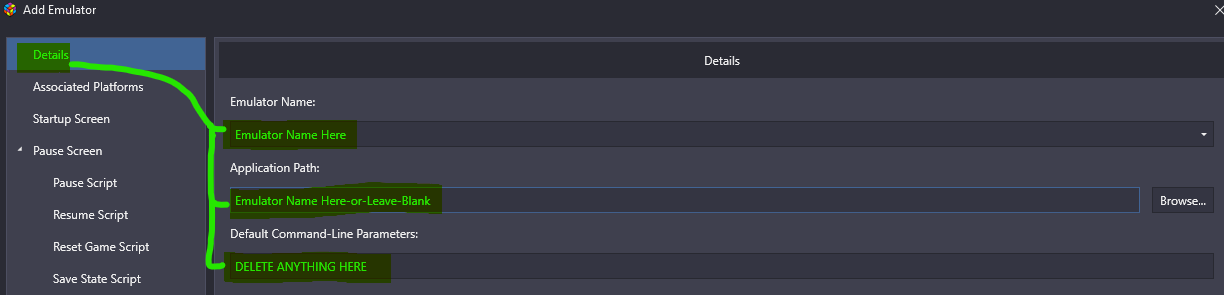 Add Emulator
Details
Associated Platforms
Startup Screen
Pause Screen
Pause Script
Resume Script
Reset Game Script
Save State Script
Details
Emulator Name:
Emulator Name Here
Application Path:
Emulator Name Here-or-Leave-Blank
Browse...
Default Command-Line Parameters:
DELETE ANYTHING HERE